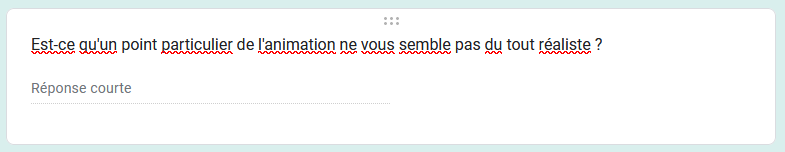 Est-ce qu'un point particulier de l'animation ne vous semble pas du tout réaliste ?
Réponse courte